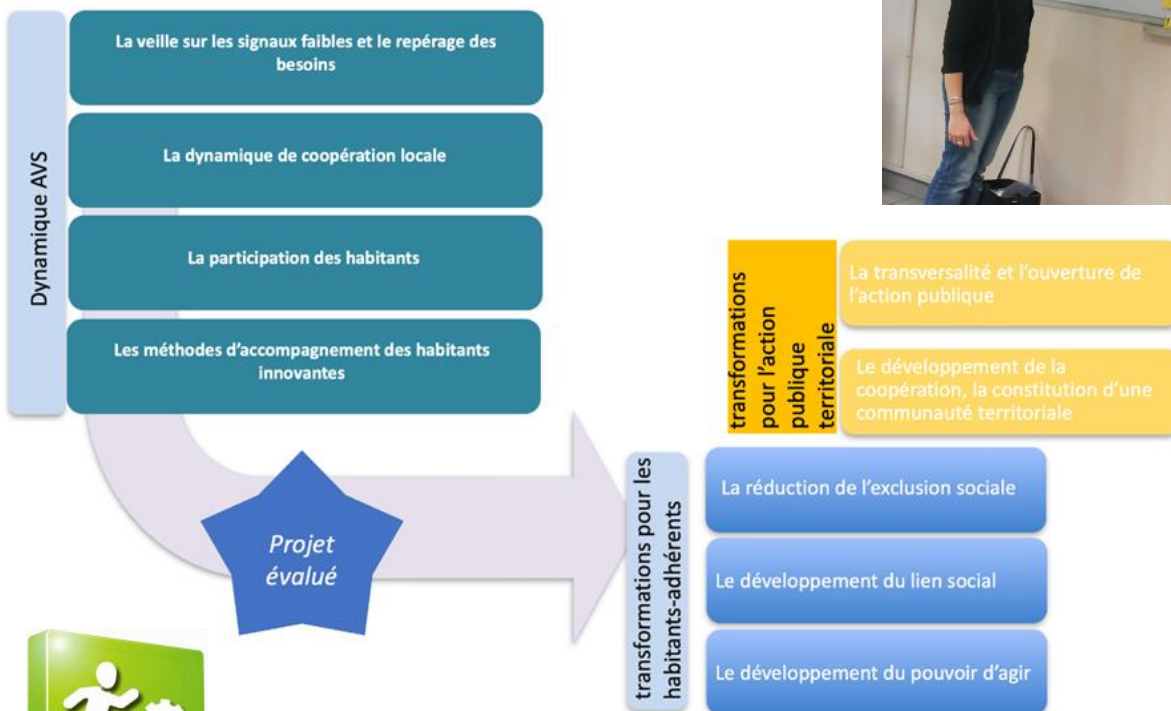 Dynamique AVS
La veille sur les signaux faibles et le repérage des
besoins
La dynamique de coopération locale
La participation des habitants
Les méthodes d’accompagnement des habitants
innovantes
Projet
évalué
transformations
pour l’action
publique
territoriale
La transversalité et l’ouverture de
l’action publique
Le développement de la
coopération, la constitution d’une
communauté territoriale
transformations pour les
habitants-adhérents
La réduction de l’exclusion sociale
Le développement du lien social
Le développement du pouvoir d’agir